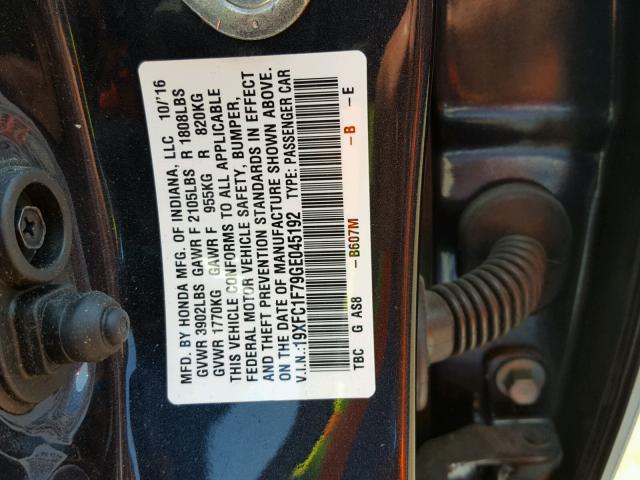 MFD. BY HONDA MFG. OF INDIANA, LLC 10/16
GVWR 3902LBS GAWR F 2105LBS R 1808LBS
GVWR 1770KG GAWR F 955KG R 820KG
THIS VEHICLE CONFORMS TO ALL APPLICABLE
FEDERAL MOTOR VEHICLE SAFETY, BUMPER,
AND THEFT PREVENTION STANDARDS IN EFFECT
ON THE DATE OF MANUFACTURE SHOWN ABOVE.
V.I.N.:19XFC1F79GE045192 TYPE: PASSENGER CAR
-B607M -B -E
TBC G AS8